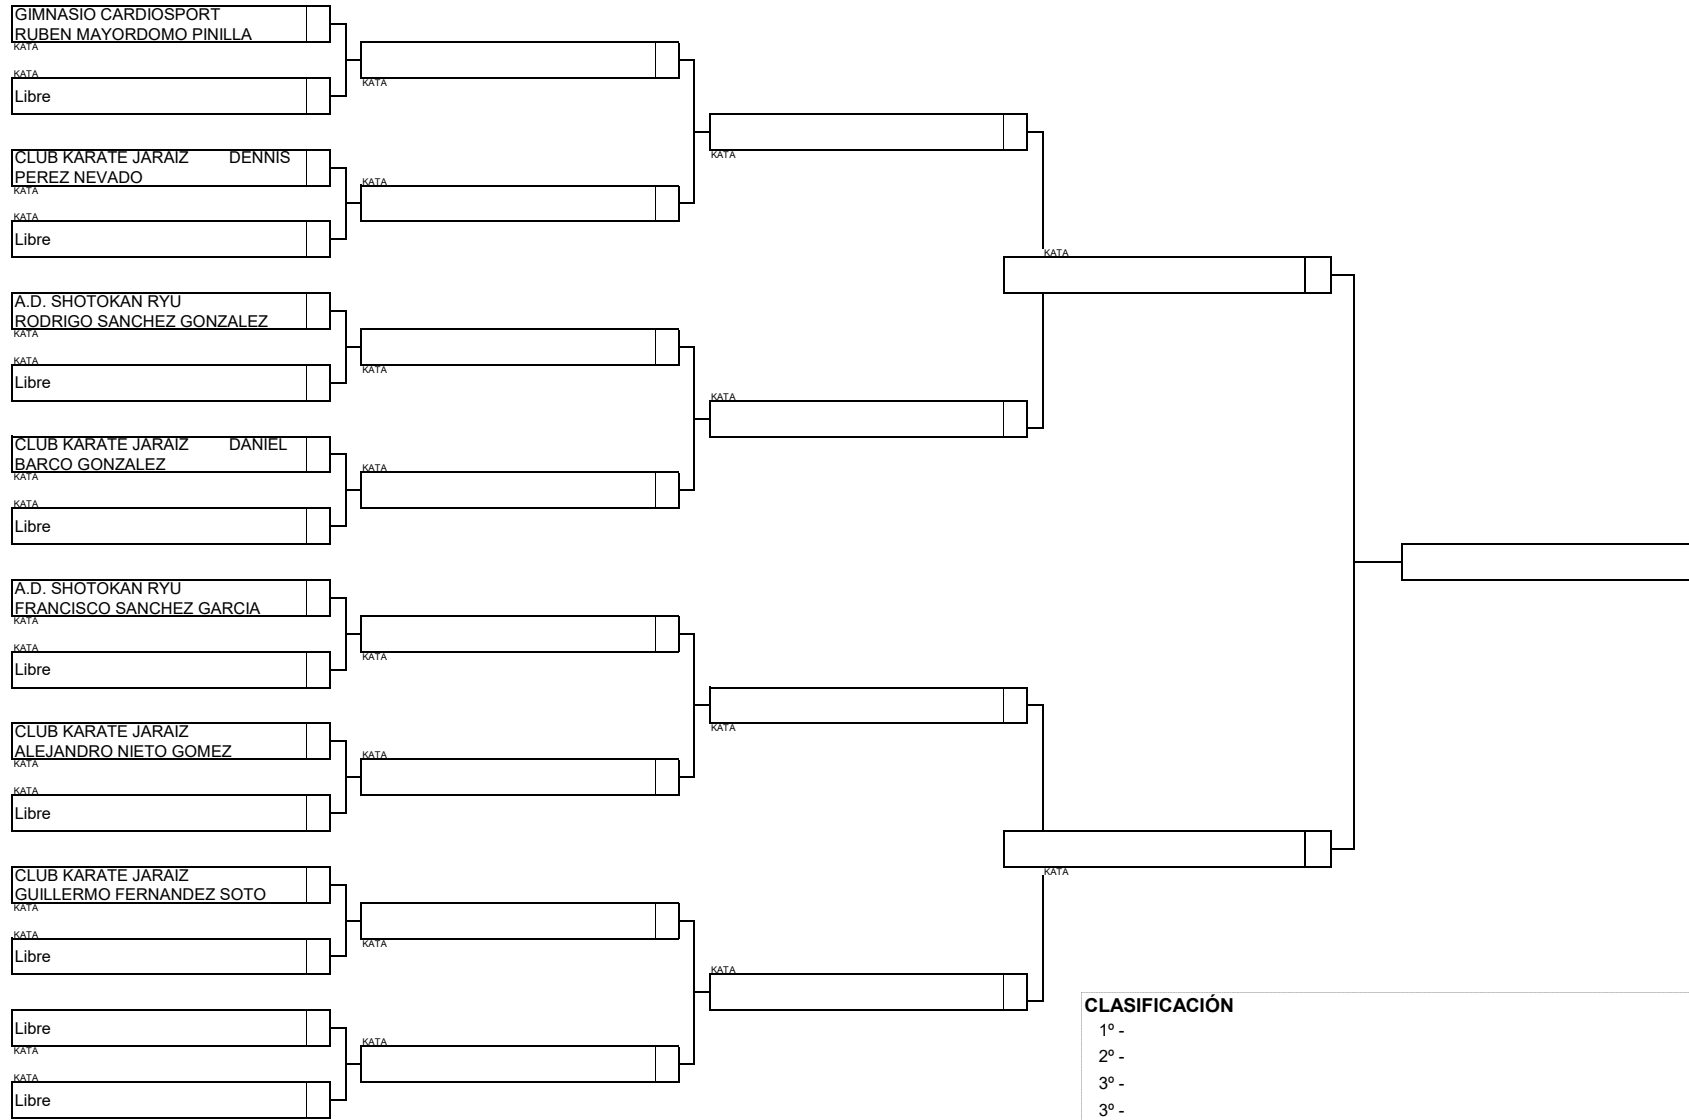 GIMNASIO CARDIOSPORT
RUBEN MAYORDOMO PINILLA
KATA
KATA
Libre
CLUB KARATE JARAIZ DENNIS
PEREZ NEVADO
KATA
KATA
Libre
A.D. SHOTOKAN RYU
RODRIGO SANCHEZ GONZALEZ
KATA
KATA
Libre
CLUB KARATE JARAIZ DANIEL
BARCO GONZALEZ
KATA
KATA
Libre
A.D. SHOTOKAN RYU
FRANCISCO SANCHEZ GARCIA
KATA
KATA
Libre
CLUB KARATE JARAIZ
ALEJANDRO NIETO GOMEZ
KATA
KATA
Libre
CLUB KARATE JARAIZ
GUILLERMO FERNANDEZ SOTO
KATA
KATA
Libre
Libre
KATA
KATA
Libre
KATA
KATA
KATA
KATA
KATA
KATA
KATA
KATA
KATA
KATA
KATA
KATA
KATA
KATA
CLASIFICACIÓN
1º -
2º -
3º -
3º -